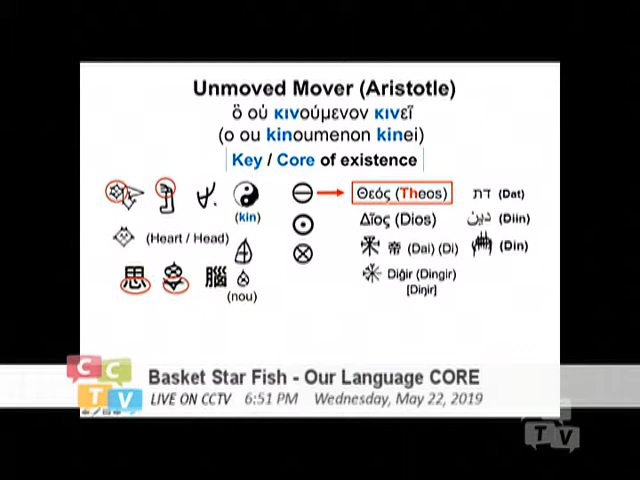 Unmoved Mover (Aristotle)
ὃ οὐ κινούμενον κινεῖ
(o ou kinoumenon kinei)
Key / Core of existence
(kin)
(Heart / Head)
思
腦
(nou)
Θεός (Theos)
Δῖος (Dios)
帝 (Dai) (Di)
Diĝir (Dingir)
[Diŋir]
דת (Dat)
دين (Diin)
(Din)
CCTV
Basket Star Fish - Our Language CORE
LIVE ON CCTV 6:51 PM Wednesday, May 22, 2019
TV